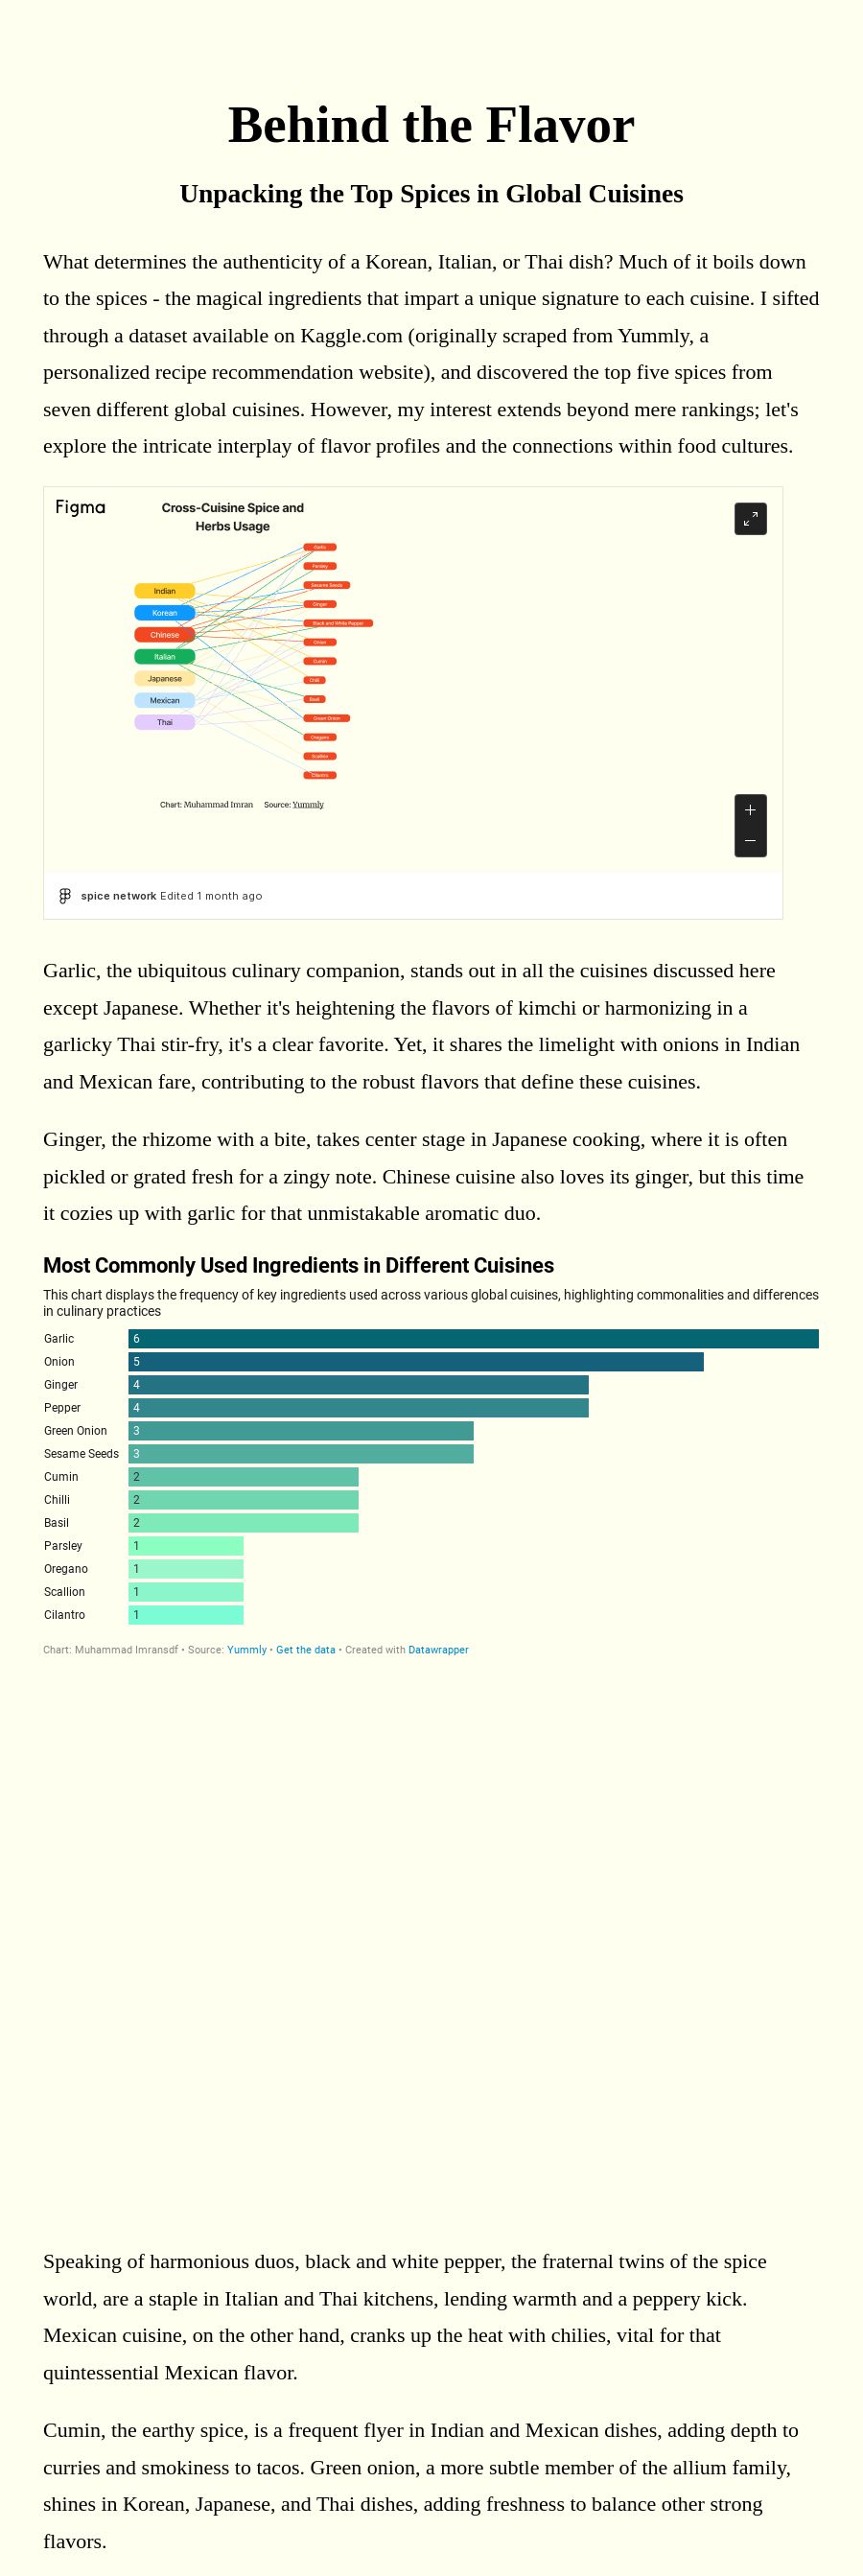 Behind the Flavor
Unpacking the Top Spices in Global Cuisines
What determines the authenticity of a Korean, Italian, or Thai dish? Much of it boils down
to the spices - the magical ingredients that impart a unique signature to each cuisine. I sifted
through a dataset available on Kaggle.com (originally scraped from Yummly, a
personalized recipe recommendation website), and discovered the top five spices from
seven different global cuisines. However, my interest extends beyond mere rankings; let's
explore the intricate interplay of flavor profiles and the connections within food cultures.
Figma
Cross-Cuisine Spice and
Herbs Usage
Garlic
Parsley
Sesame Seeds
Indian
Ginger
Korean
Black and White Pepper
Chinese
Onion
Italian
Cumin
Japanese
Chilli
Mexican
Basil
Thai
Green Onion
Oregano
Scallion
Cilantro
Chart: Muhammad Imran Source: Yummly
spice network Edited 1 month ago
Garlic, the ubiquitous culinary companion, stands out in all the cuisines discussed here
except Japanese. Whether it's heightening the flavors of kimchi or harmonizing in a
garlicky Thai stir-fry, it's a clear favorite. Yet, it shares the limelight with onions in Indian
and Mexican fare, contributing to the robust flavors that define these cuisines.
Ginger, the rhizome with a bite, takes center stage in Japanese cooking, where it is often
pickled or grated fresh for a zingy note. Chinese cuisine also loves its ginger, but this time
it cozies up with garlic for that unmistakable aromatic duo.
Most Commonly Used Ingredients in Different Cuisines
This chart displays the frequency of key ingredients used across various global cuisines, highlighting commonalities and differences
in culinary practices
Garlic 6
Onion 5
Ginger 4
Pepper 4
Green Onion 3
Sesame Seeds 3
Cumin 2
Chilli 2
Basil 2
Parsley 1
Oregano 1
Scallion 1
Cilantro 1
Chart: Muhammad Imransdf • Source: Yummly • Get the data • Created with Datawrapper
Speaking of harmonious duos, black and white pepper, the fraternal twins of the spice
world, are a staple in Italian and Thai kitchens, lending warmth and a peppery kick.
Mexican cuisine, on the other hand, cranks up the heat with chilies, vital for that
quintessential Mexican flavor.
Cumin, the earthy spice, is a frequent flyer in Indian and Mexican dishes, adding depth to
curries and smokiness to tacos. Green onion, a more subtle member of the allium family,
shines in Korean, Japanese, and Thai dishes, adding freshness to balance other strong
flavors.